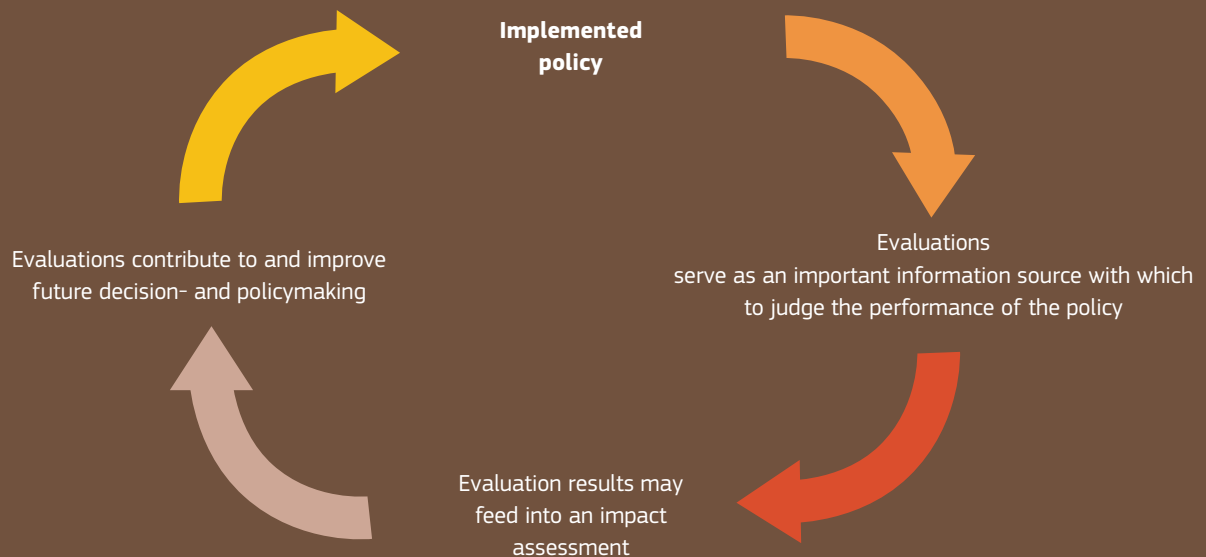 Implemented
policy
Evaluations
serve as an important information source with which
to judge the performance of the policy
Evaluation results may
feed into an impact
assessment
Evaluations contribute to and improve
future decision- and policymaking